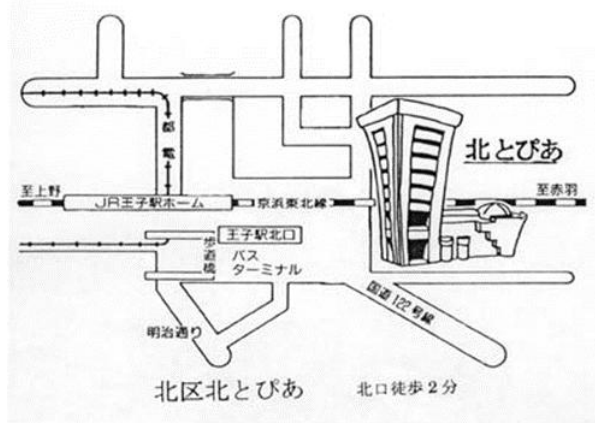 都電
北とぴあ
至上野
JR王子駅ホーム
京浜東北線
至赤羽
王子駅北口
歩道橋
バス
ターミナル
国道122号線
明治通り
北区北とぴあ
北口徒歩2分